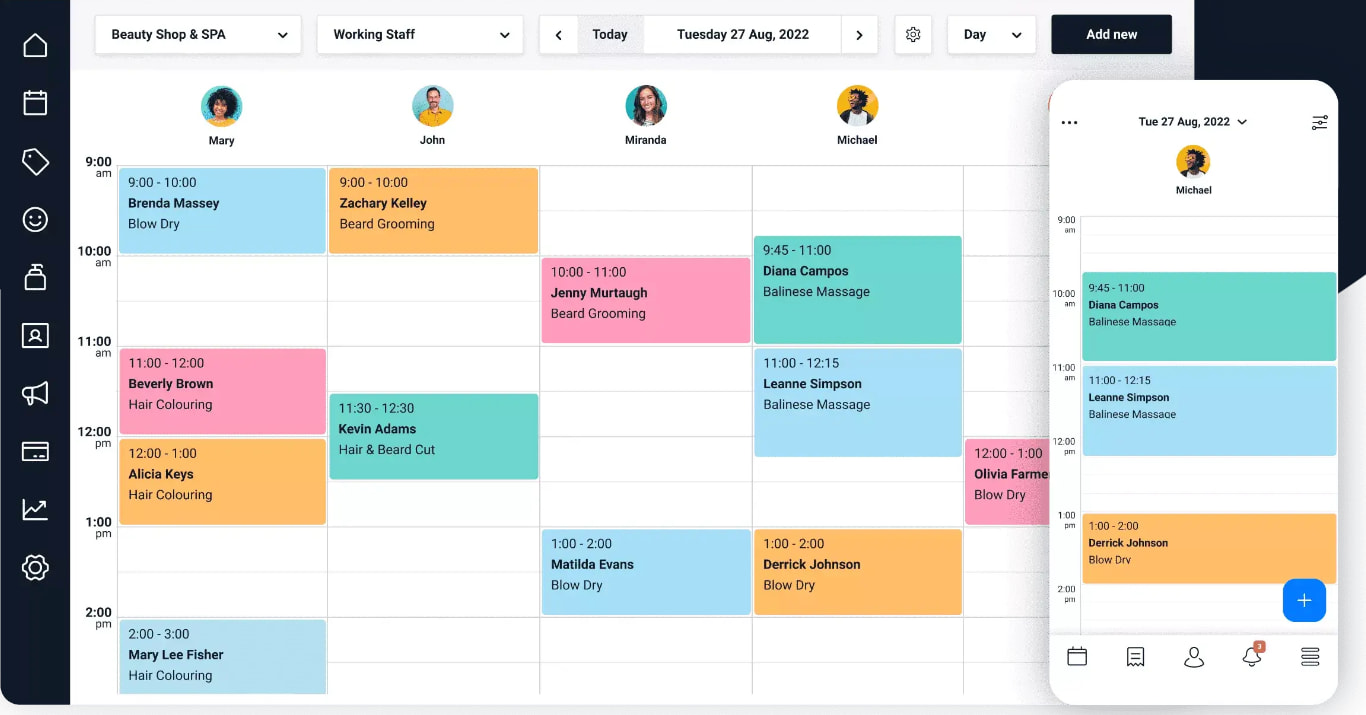 Beauty Shop & SPA
Working Staff
Today
Tuesday 27 Aug, 2022
Day
Add new
Mary
John
Miranda
Michael
9:00
am
10:00
am
11:00
am
12:00
pm
1:00
pm
2:00
pm
9:00 - 10:00
Brenda Massey
Blow Dry
11:00 - 12:00
Beverly Brown
Hair Colouring
12:00 - 1:00
Alicia Keys
Hair Colouring
2:00 - 3:00
Mary Lee Fisher
Hair Colouring
9:00 - 10:00
Zachary Kelley
Beard Grooming
11:30 - 12:30
Kevin Adams
Hair & Beard Cut
10:00 - 11:00
Jenny Murtaugh
Beard Grooming
1:00 - 2:00
Matilda Evans
Blow Dry
9:45 - 11:00
Diana Campos
Balinese Massage
11:00 - 12:15
Leanne Simpson
Balinese Massage
1:00 - 2:00
Derrick Johnson
Blow Dry
12:00 - 1:00
Olivia Farme
Blow Dry
Tue 27 Aug, 2022
Michael
9:00
am
10:00
am
11:00
am
12:00
pm
1:00
pm
2:00
pm
9:45 - 11:00
Diana Campos
Balinese Massage
11:00 - 12:15
Leanne Simpson
Balinese Massage
1:00 - 2:00
Derrick Johnson
Blow Dry
3